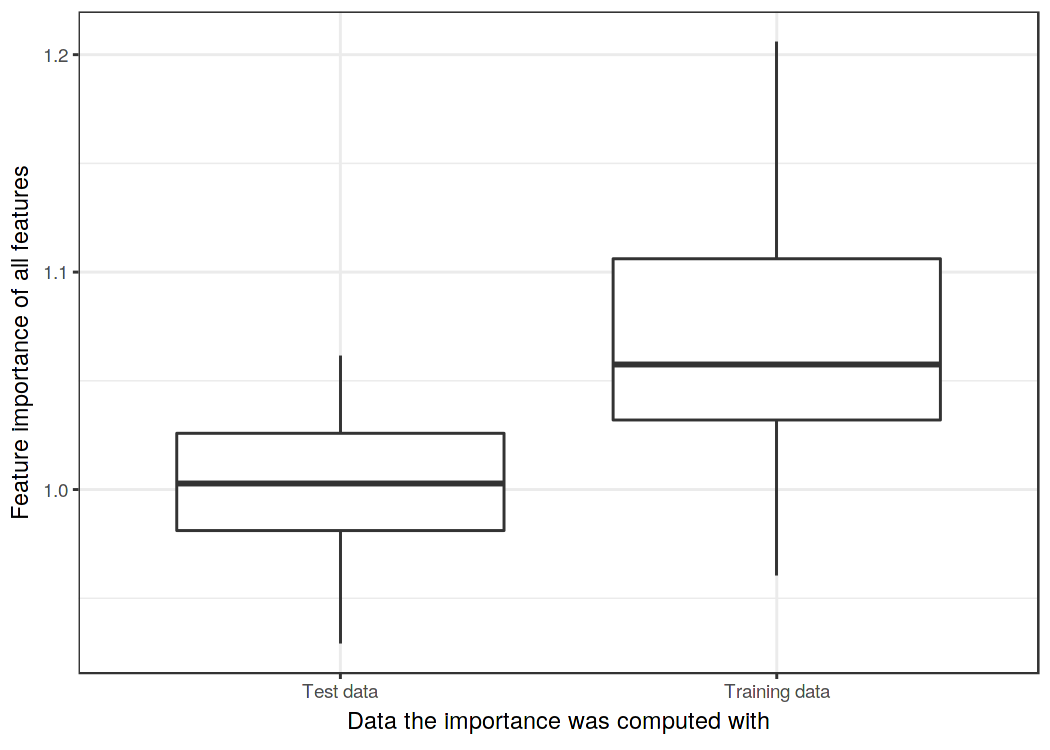 Feature importance of all features
1.2
1.1
1.0
Test data
Training data
Data the importance was computed with